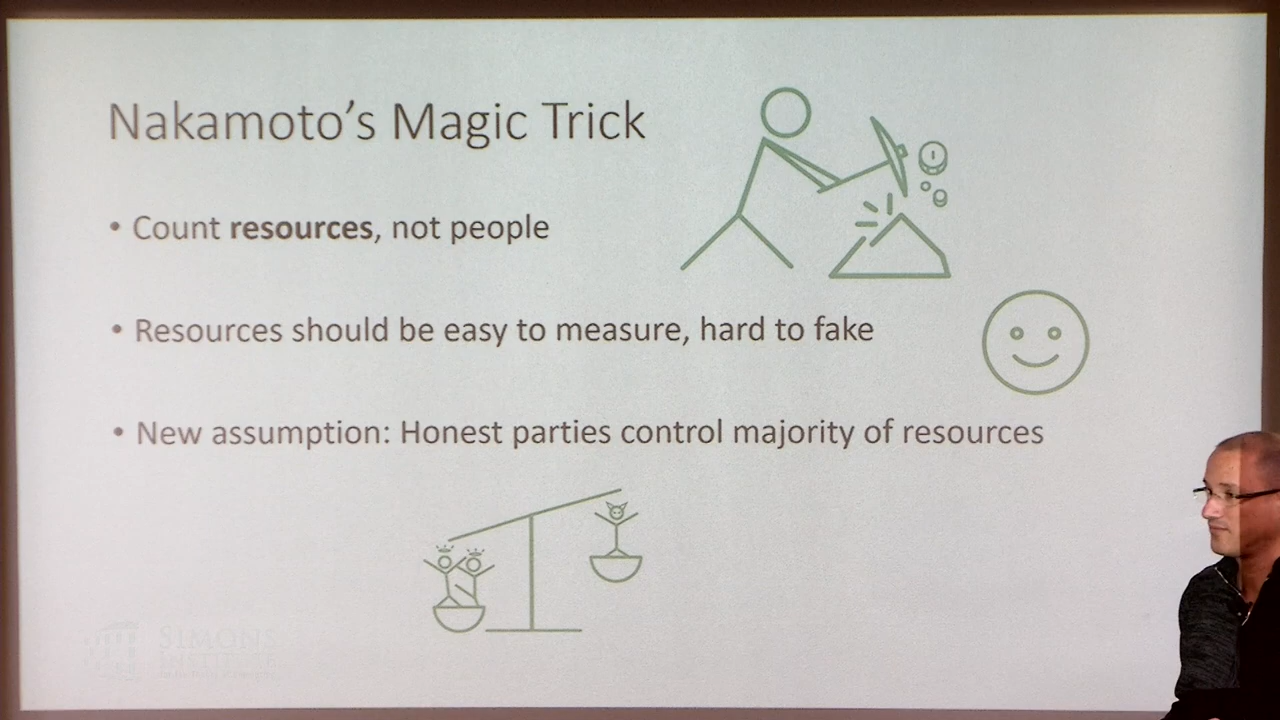 Nakamoto's Magic Trick
• Count resources, not people
• Resources should be easy to measure, hard to fake
• New assumption: Honest parties control majority of resources
SIMONS
INSTITUTE